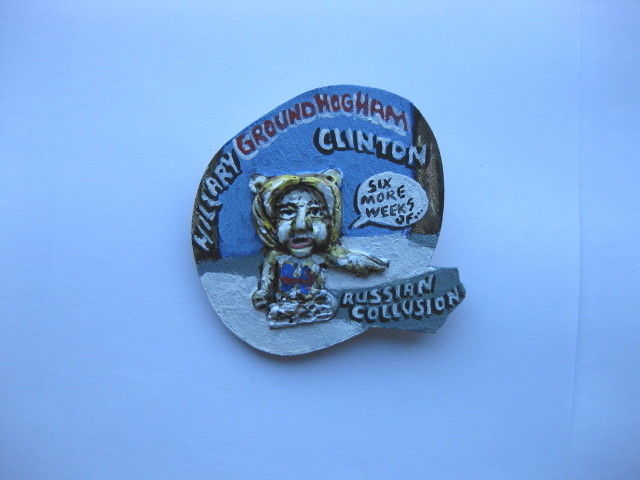 HILLARY GROUNDHOGHAM
CLINTON
SIX
MORE
WEEKS
OF...
RUSSIAN
COLLUSION